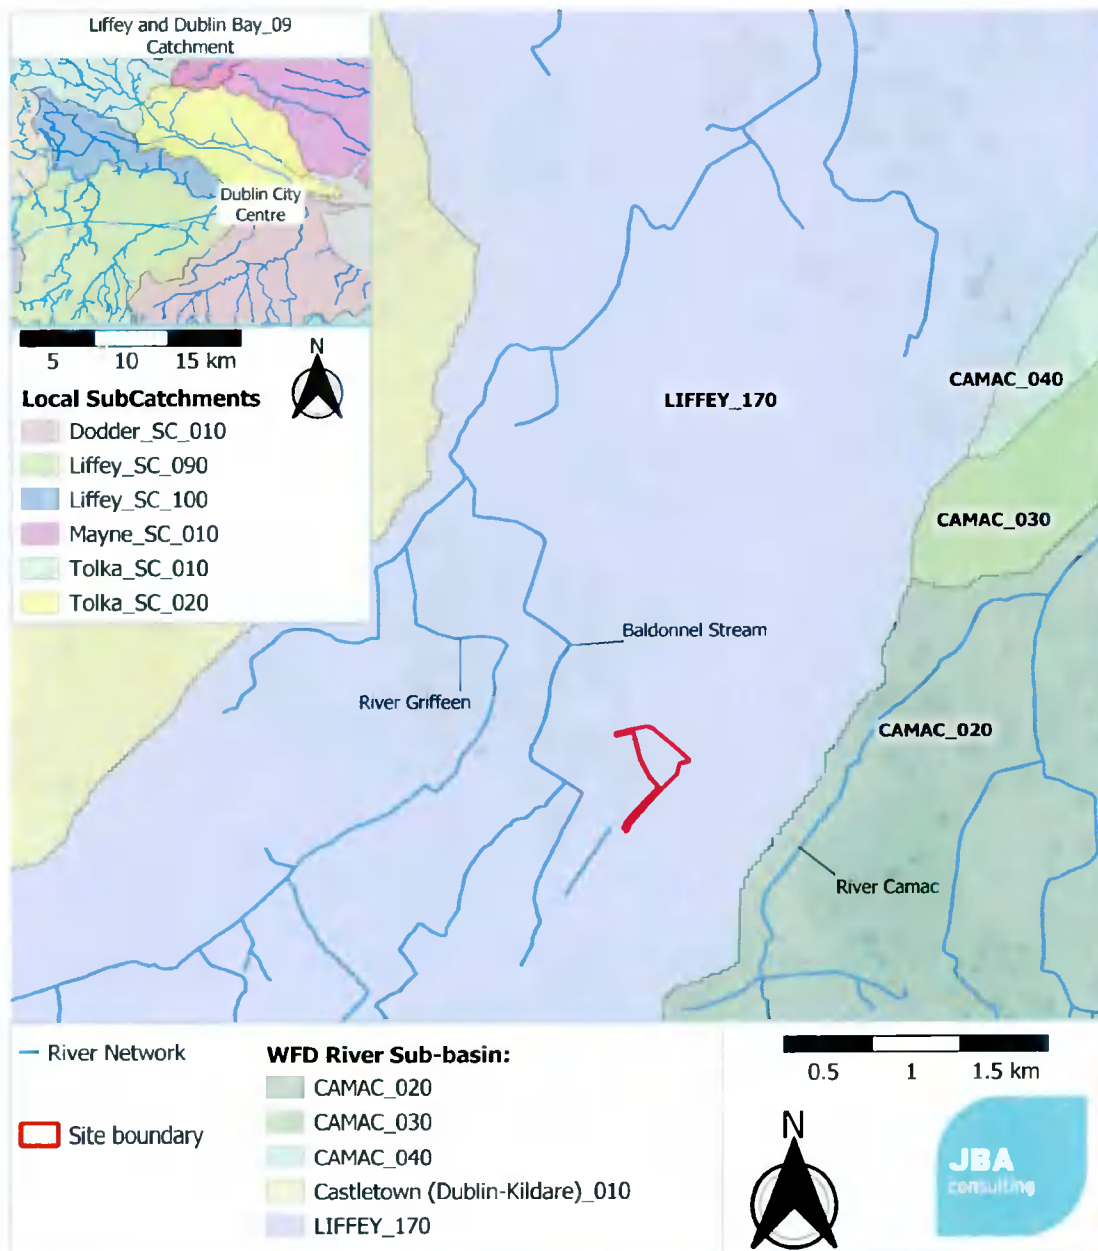 Liffey and Dublin Bay_09
Catchment
Dublin City
Centre
5 10 15 km
N
Local SubCatchments
Dodder_SC_010
Liffey_SC_090
Liffey_SC_100
Mayne_SC_010
Tolka_SC_010
Tolka_SC_020
LIFFEY_170
CAMAC_040
CAMAC_030
Baldonnel Stream
River Griffeen
CAMAC_020
River Camac
River Network
Site boundary
WFD River Sub-basin:
CAMAC_020
CAMAC_030
CAMAC_040
Castletown (Dublin-Kildare)_010
LIFFEY_170
0.5 1 1.5 km
N
JBA
consulting